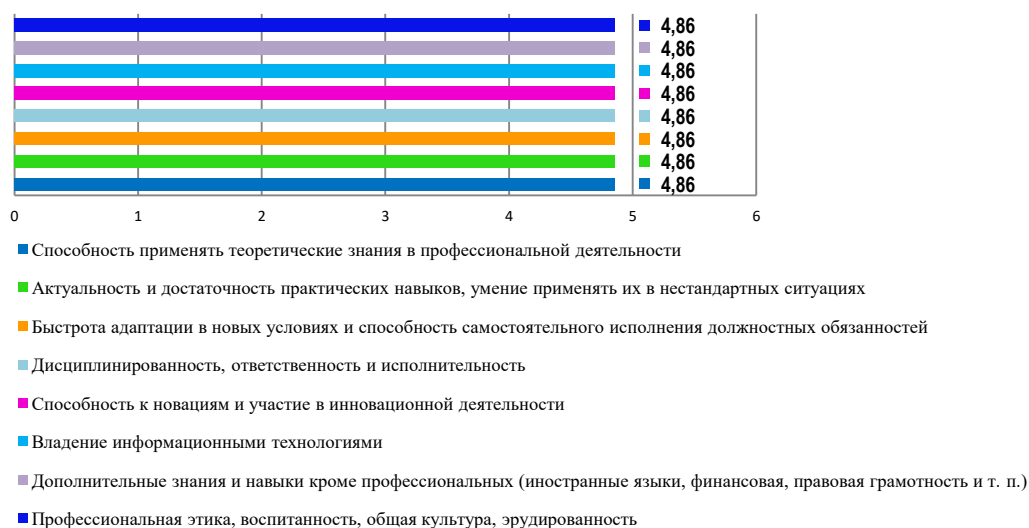 4,86
4,86
4,86
4,86
4,86
4,86
4,86
4,86
0 1 2 3 4 5 6
Способность применять теоретические знания в профессиональной деятельности
Актуальность и достаточность практических навыков, умение применять их в нестандартных ситуациях
Быстрота адаптации в новых условиях и способность самостоятельного исполнения должностных обязанностей
Дисциплинированность, ответственность и исполнительность
Способность к новациям и участие в инновационной деятельности
Владение информационными технологиями
Дополнительные знания и навыки кроме профессиональных (иностранные языки, финансовая, правовая грамотность и т. п.)
Профессиональная этика, воспитанность, общая культура, эрудированность